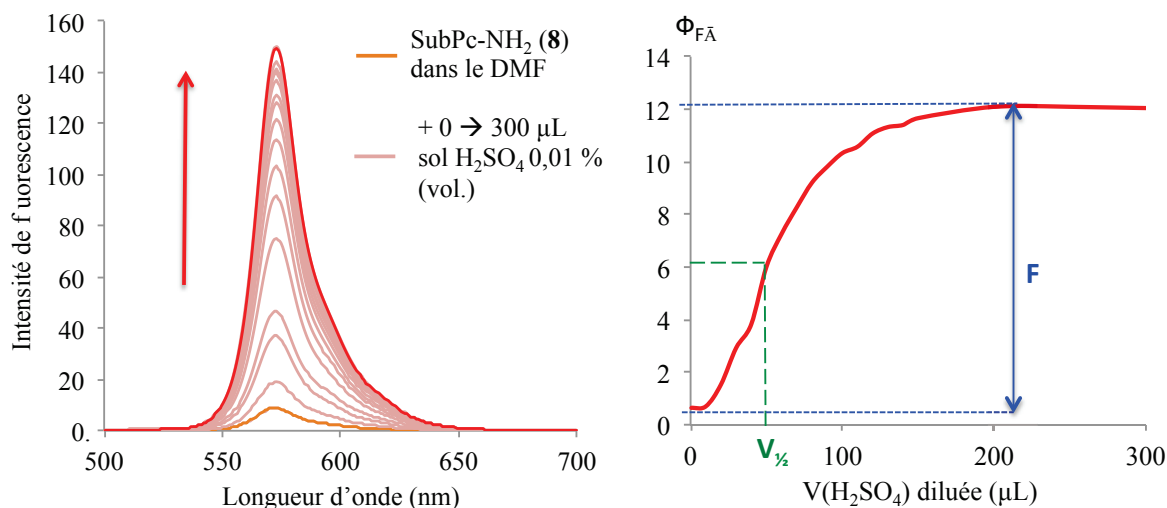 160
140
120
100
80
60
40
20
0.
500
550
600
650
700
Intensité de f uorescence
Longueur d'onde (nm)
SubPc-NH₂ (8)
dans le DMF
+ 0 → 300 µL
sol H₂SO₄ 0,01 %
(vol.)
Φ_FĀ
14
12
10
8
6
4
2
0
0
100
200
300
V½
F
V(H₂SO₄) diluée (µL)